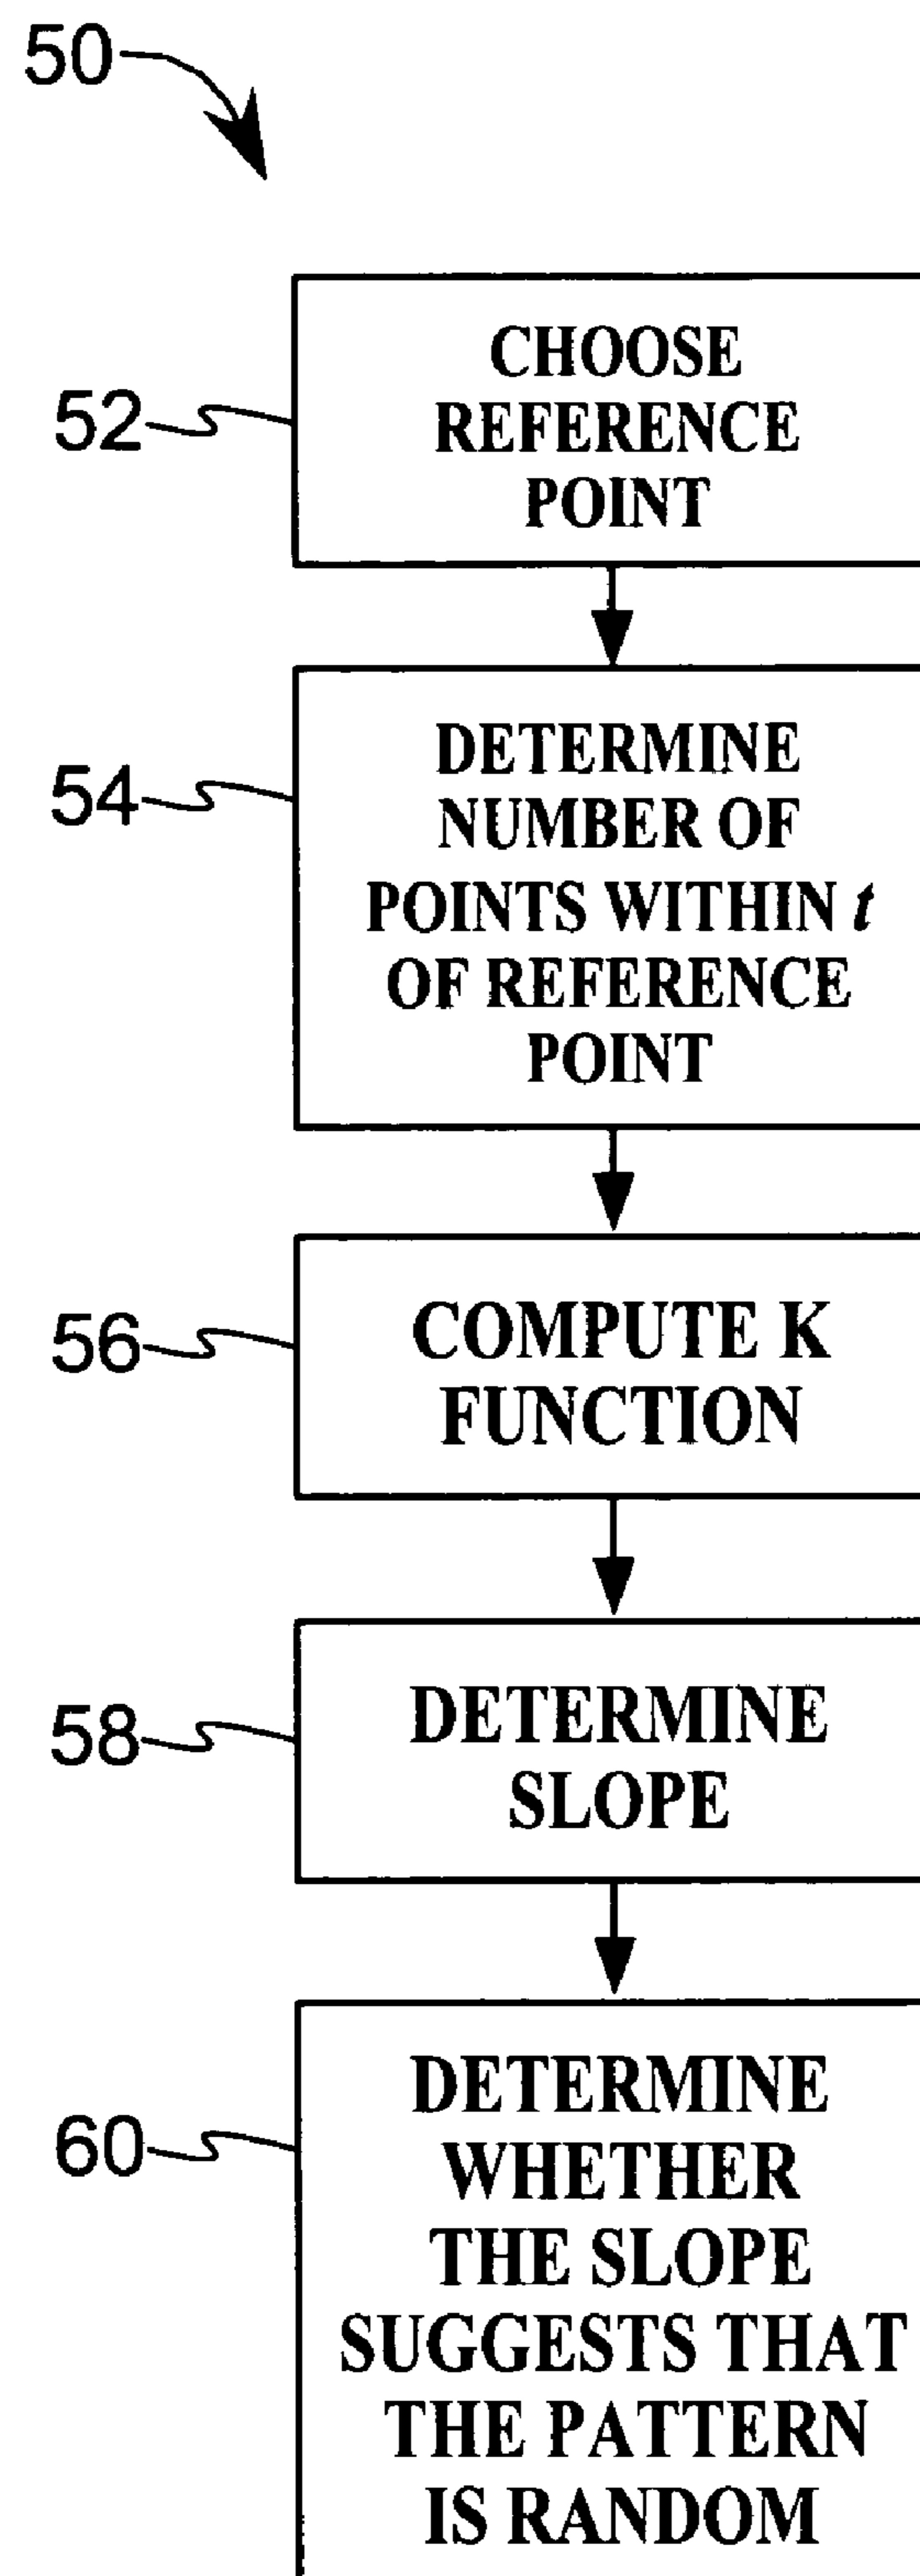 50
52
CHOOSE
REFERENCE
POINT
54
DETERMINE
NUMBER OF
POINTS WITHIN t
OF REFERENCE
POINT
56
COMPUTE K
FUNCTION
58
DETERMINE
SLOPE
60
DETERMINE
WHETHER
THE SLOPE
SUGGESTS THAT
THE PATTERN
IS RANDOM